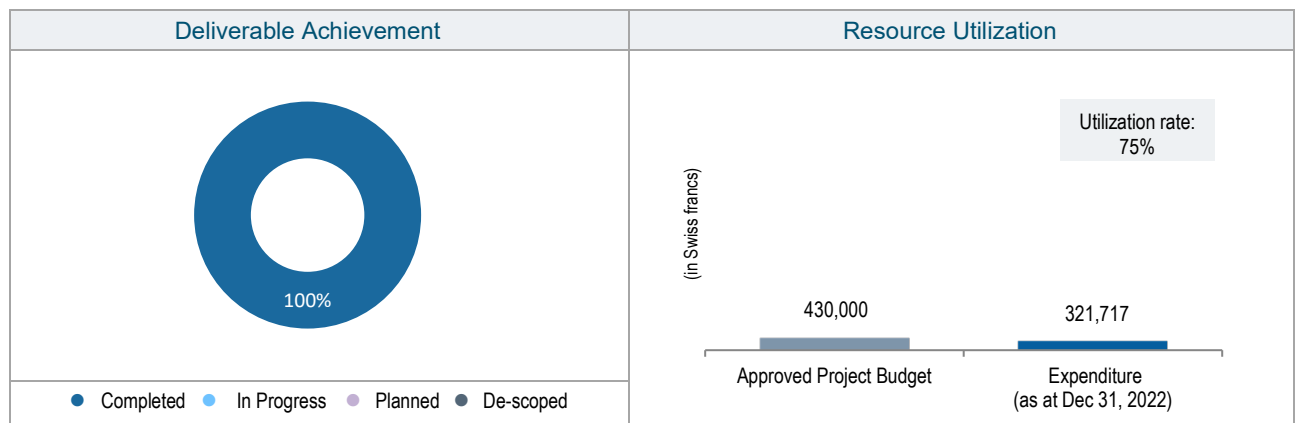 Deliverable Achievement
Resource Utilization
100%
Completed
In Progress
Planned
De-scoped
Utilization rate:
75%
(in Swiss francs)
430,000
321,717
Approved Project Budget
Expenditure
(as at Dec 31, 2022)